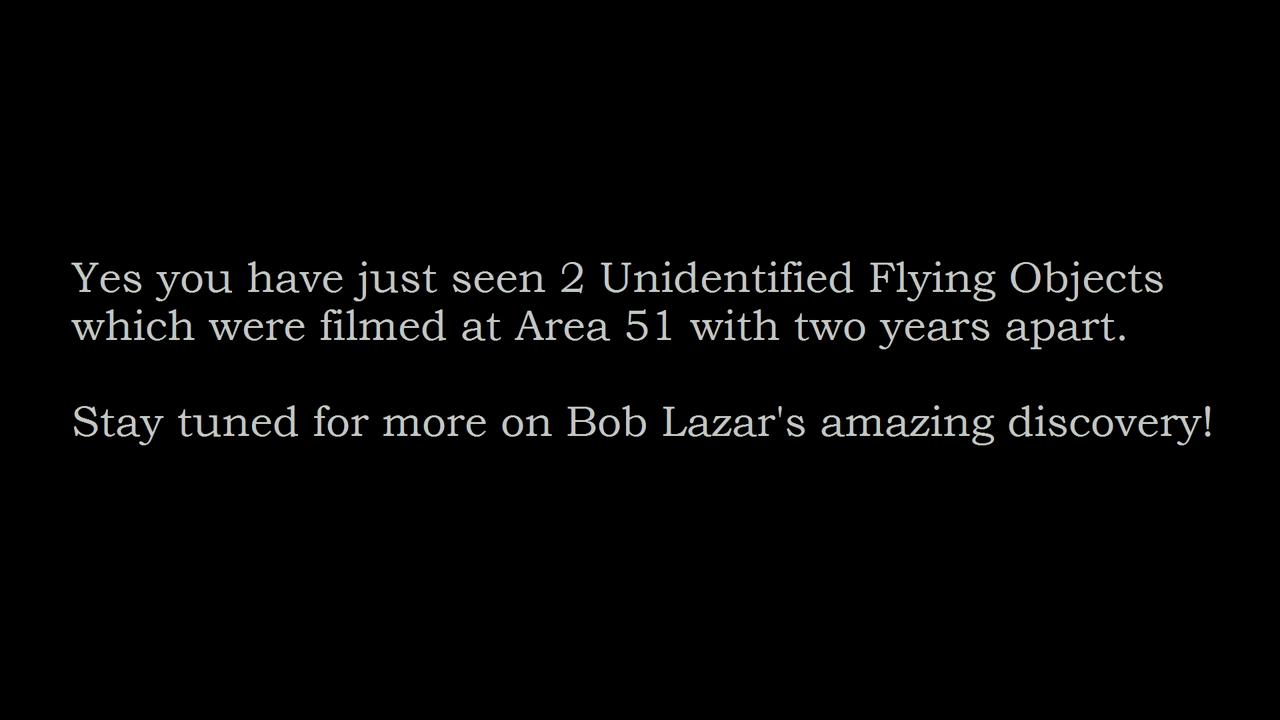 Yes you have just seen 2 Unidentified Flying Objects
which were filmed at Area 51 with two years apart.
Stay tuned for more on Bob Lazar's amazing discovery!